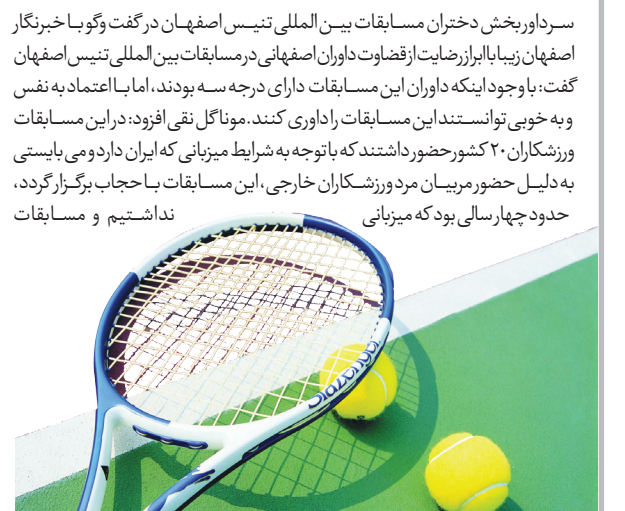 سرداور بخش دختران مسابقات بین المللی تنیس اصفهان در گفت وگو با خبرنگار
اصفهان زیبا با ابراز رضایت از قضاوت داوران اصفهانی در مسابقات بین المللی تنیس اصفهان
گفت: با وجود اینکه داوران این مسابقات دارای درجه سه بودند، اما با اعتماد به نفس
و به خوبی توانستند این مسابقات را داوری کنند. مونا گل نقی افزود: در این مسابقات
ورزشکاران ۲۰ کشور حضور داشتند که با توجه به شرایط میزبانی که ایران دارد و می بایستی
به دلیل حضور مربیان مرد ورزشکاران خارجی، این مسابقات با حجاب برگزار گردد،
حدود چهار سالی بود که میزبانی نداشتیم و مسابقات
Slazenger